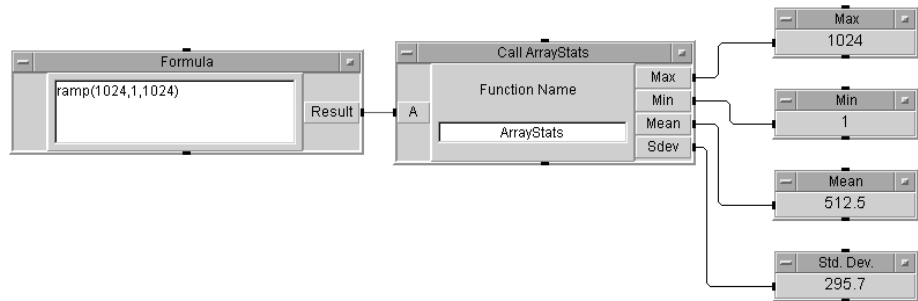 Formula
ramp(1024,1,1024)
Result
Call ArrayStats
A
Function Name
ArrayStats
Max
Min
Mean
Sdev
Max
1024
Min
1
Mean
512.5
Std. Dev.
295.7